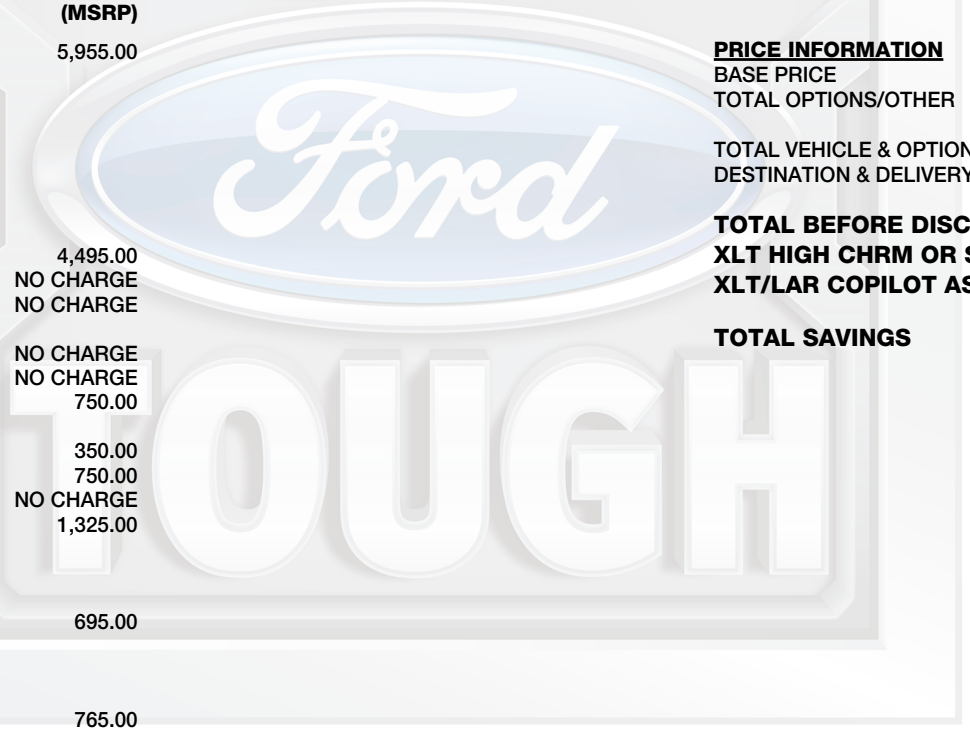 (MSRP)
5,955.00
4,495.00
NO CHARGE
NO CHARGE
NO CHARGE
NO CHARGE
750.00
350.00
750.00
NO CHARGE
1,325.00
695.00
765.00
PRICE INFORMATION
BASE PRICE
TOTAL OPTIONS/OTHER
TOTAL VEHICLE & OPTION
DESTINATION & DELIVERY
TOTAL BEFORE DISC
XLT HIGH CHRM OR S
XLT/LAR COPILOT AS
TOTAL SAVINGS
Ford
TOUGH